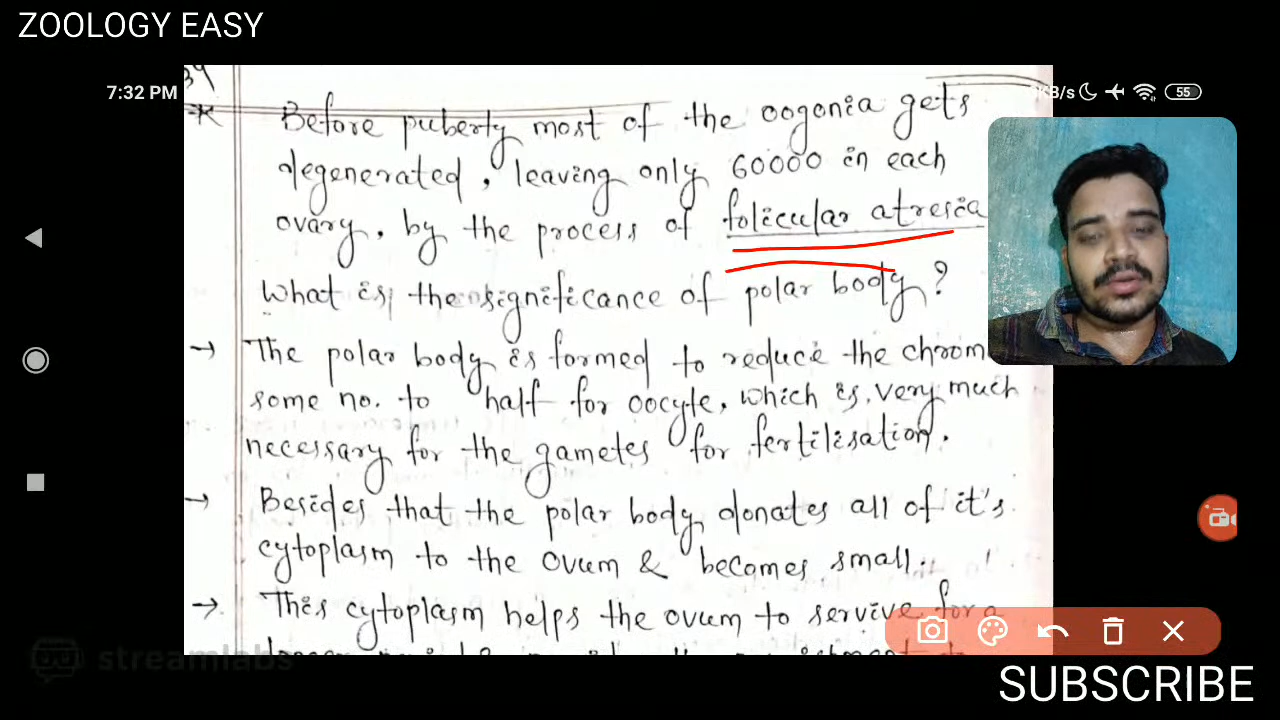 ZOOLOGY EASY
7:32 PM
KB/s
55
39
* Before puberty most of the oogonia gets
degenerated, leaving only 60000 in each
ovary, by the process of folicular atresia
What is the significance of polar body?
→ The polar body is formed to reduce the chromo
some no. to half for oocyte, which is very much
necessary for the gametes for fertilisation.
→ Besides that the polar body donates all of it's
cytoplasm to the ovum & becomes small.
→ This cytoplasm helps the ovum to servive for a
streamlabs
SUBSCRIBE